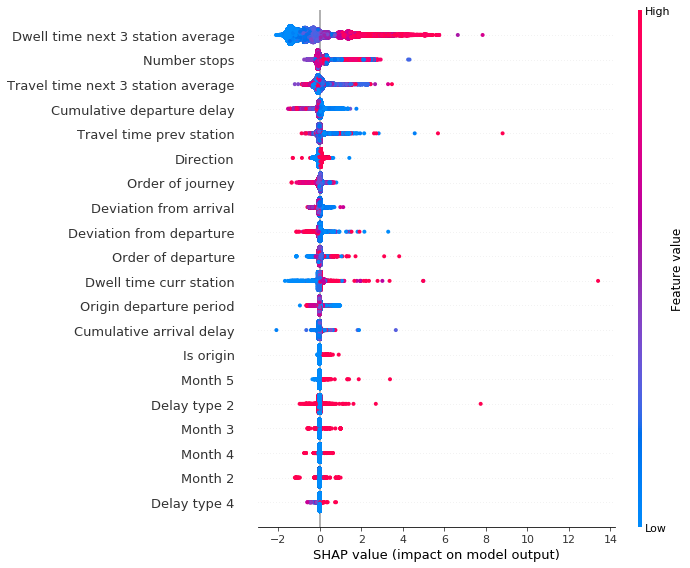 High
Dwell time next 3 station average
Number stops
Travel time next 3 station average
Cumulative departure delay
Travel time prev station
Direction
Order of journey
Deviation from arrival
Deviation from departure
Order of departure
Dwell time curr station
Origin departure period
Cumulative arrival delay
Is origin
Month 5
Delay type 2
Month 3
Month 4
Month 2
Delay type 4
Feature value
Low
−2 0 2 4 6 8 10 12 14
SHAP value (impact on model output)